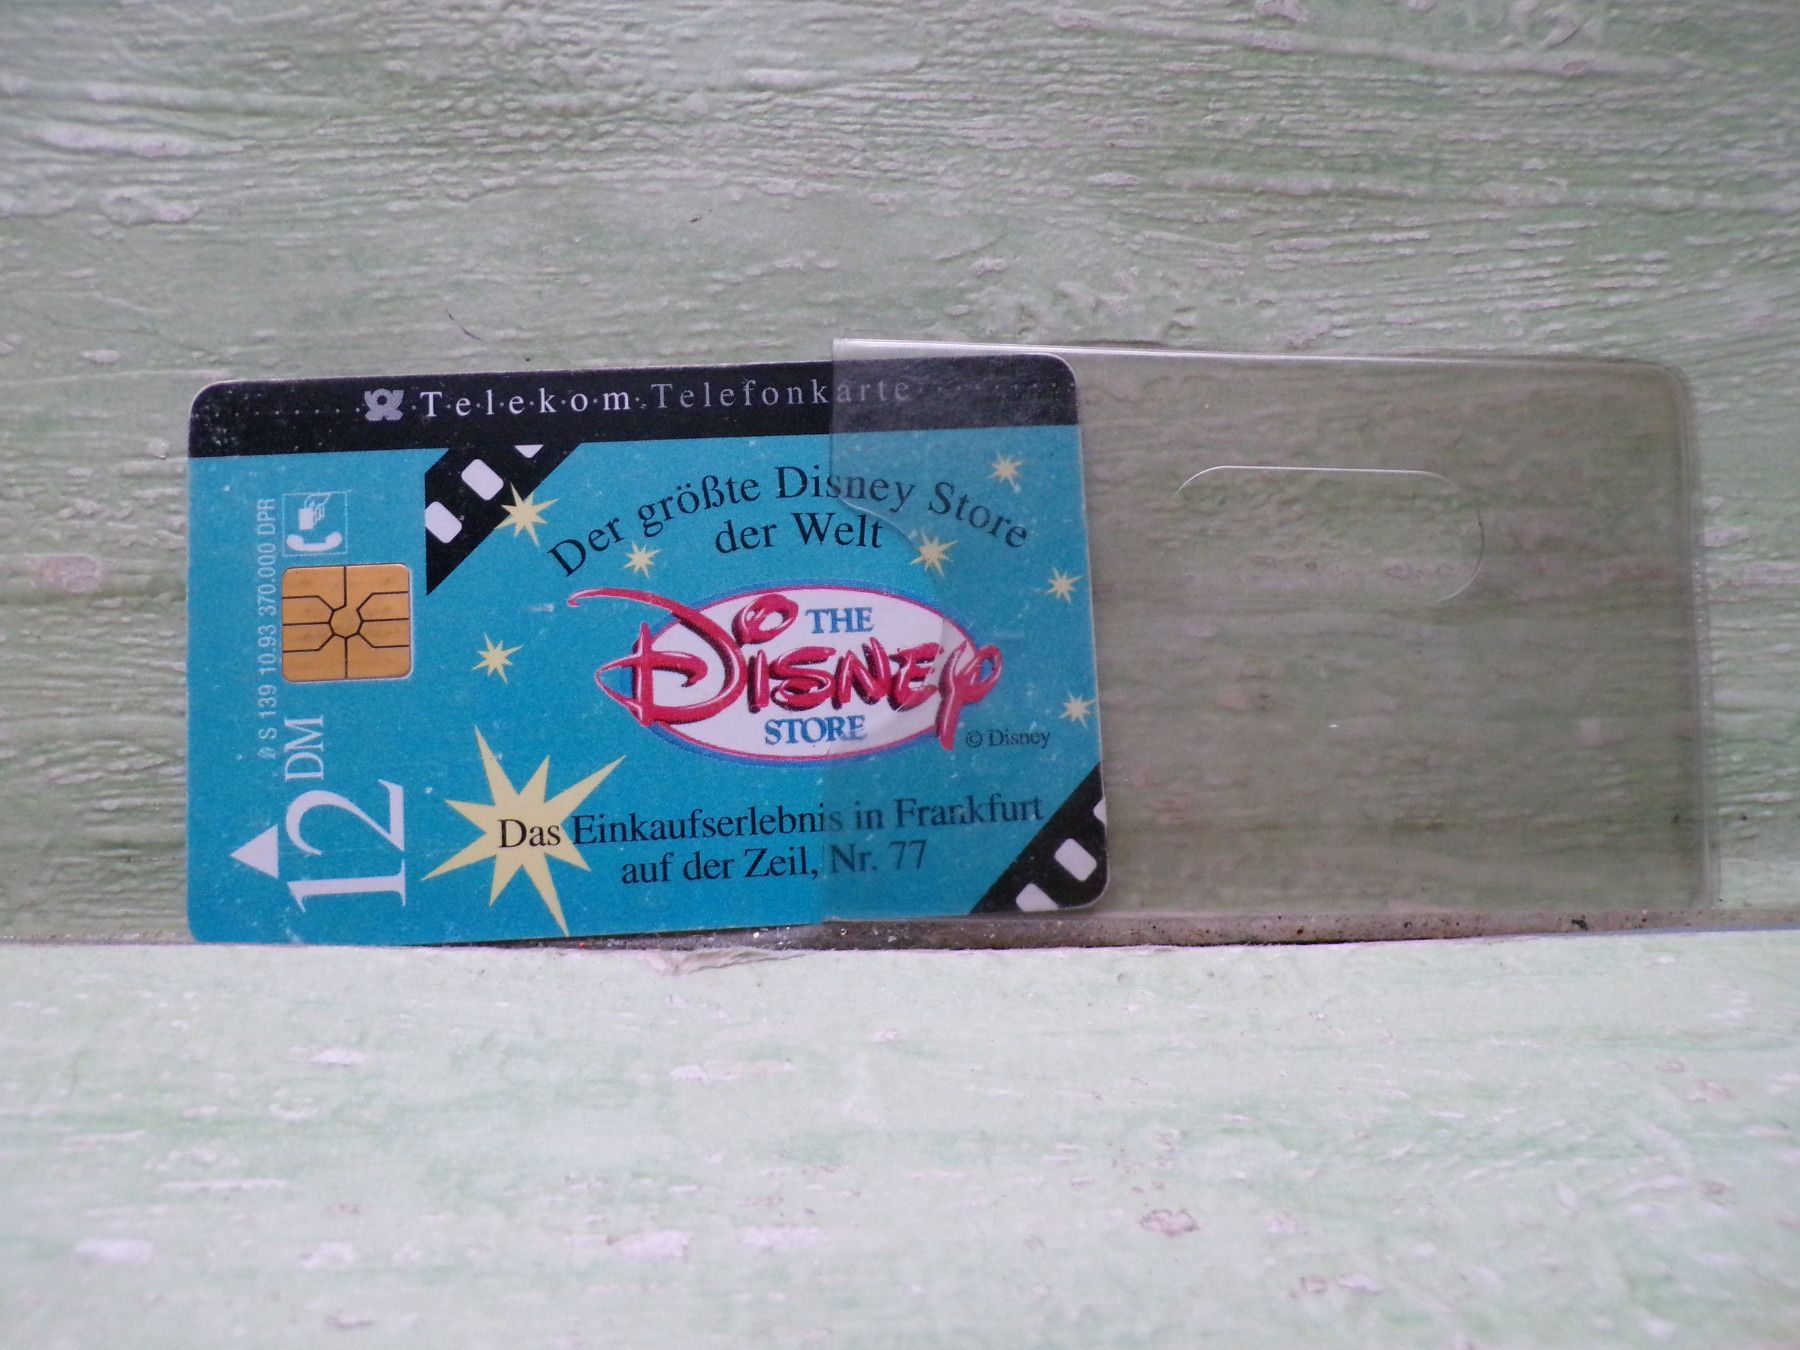 T·e·l·e·k·o·m· Telefonkarte
Der größte Disney Store
der Welt
THE
Disney
STORE
© Disney
Das Einkaufserlebnis in Frankfurt
auf der Zeil, Nr. 77
S 139 10.93 370.000 DPR
12 DM